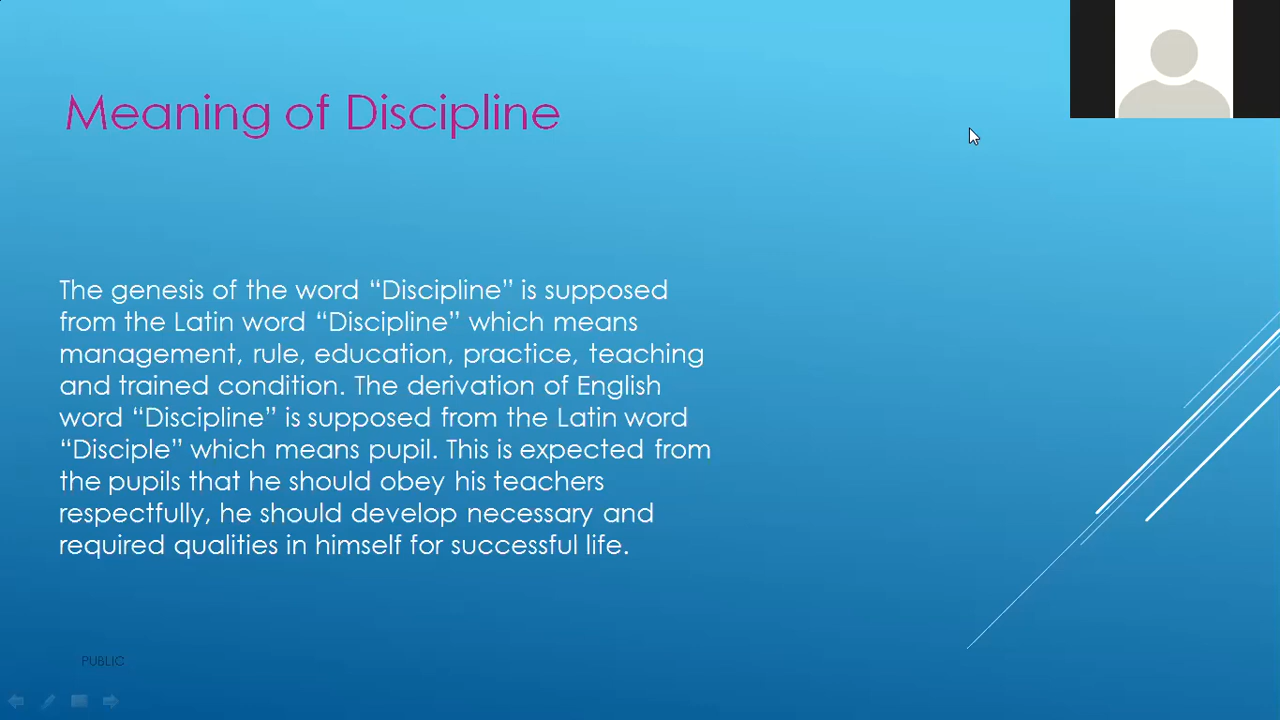 Meaning of Discipline
The genesis of the word “Discipline” is supposed
from the Latin word “Discipline” which means
management, rule, education, practice, teaching
and trained condition. The derivation of English
word “Discipline” is supposed from the Latin word
“Disciple” which means pupil. This is expected from
the pupils that he should obey his teachers
respectfully, he should develop necessary and
required qualities in himself for successful life.
PUBLIC